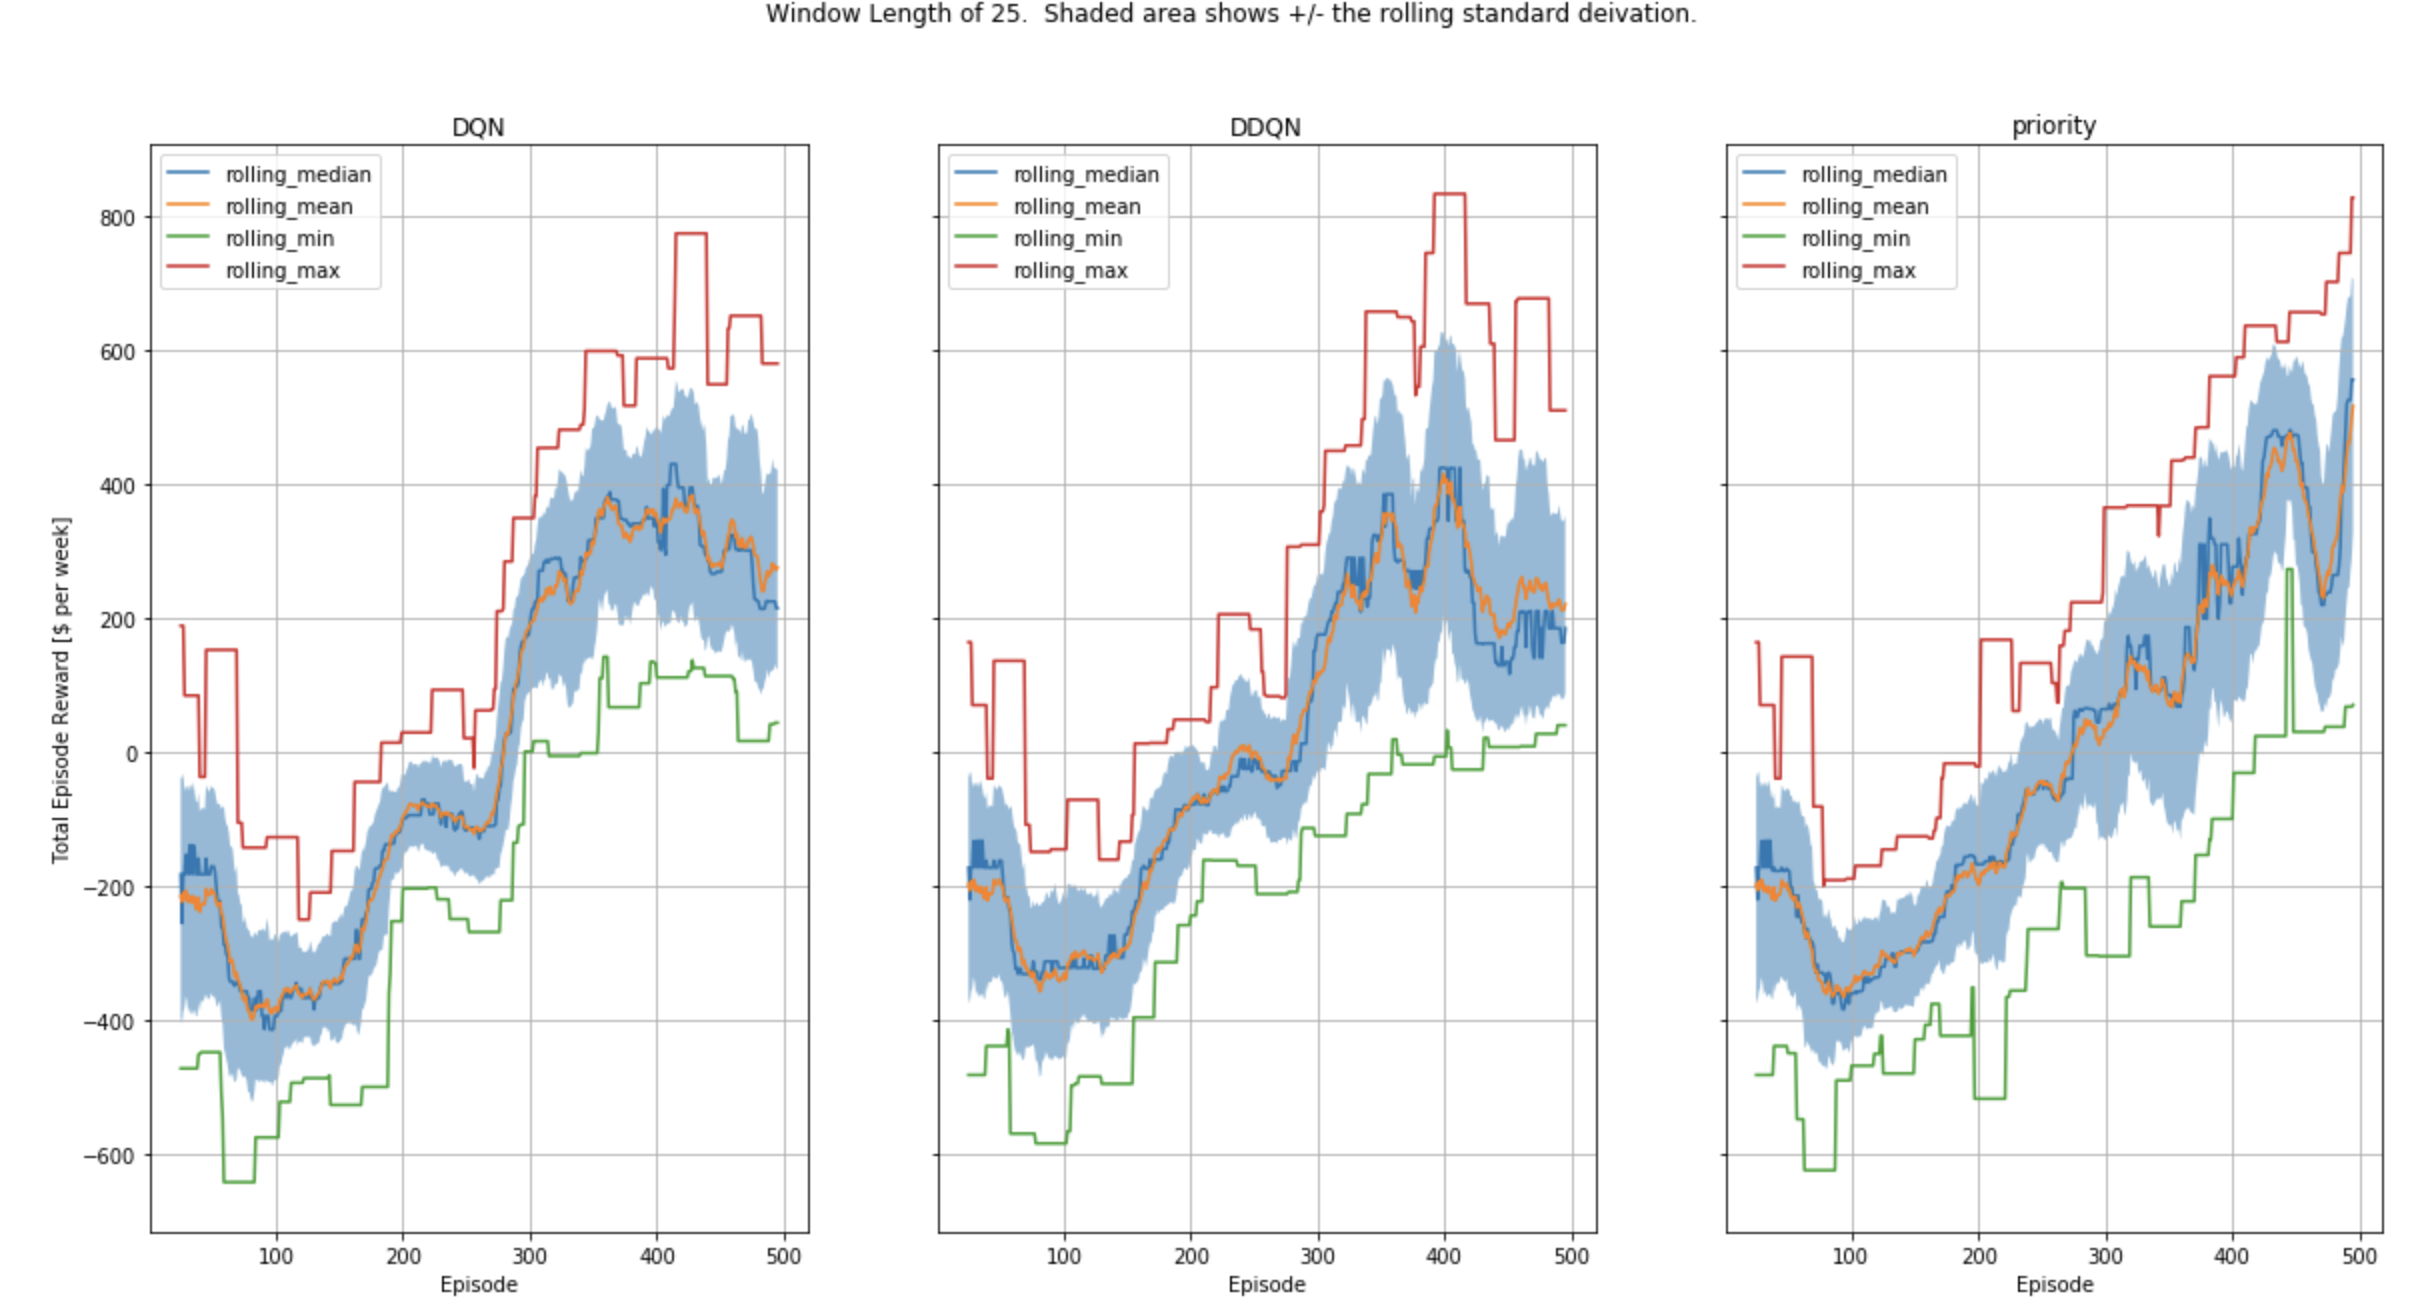 Window Length of 25.  Shaded area shows +/- the rolling standard deivation.
DQN
DDQN
priority
rolling_median
rolling_mean
rolling_min
rolling_max
rolling_median
rolling_mean
rolling_min
rolling_max
rolling_median
rolling_mean
rolling_min
rolling_max
Total Episode Reward [$ per week]
800
600
400
200
0
−200
−400
−600
100 200 300 400 500
100 200 300 400 500
100 200 300 400 500
Episode
Episode
Episode